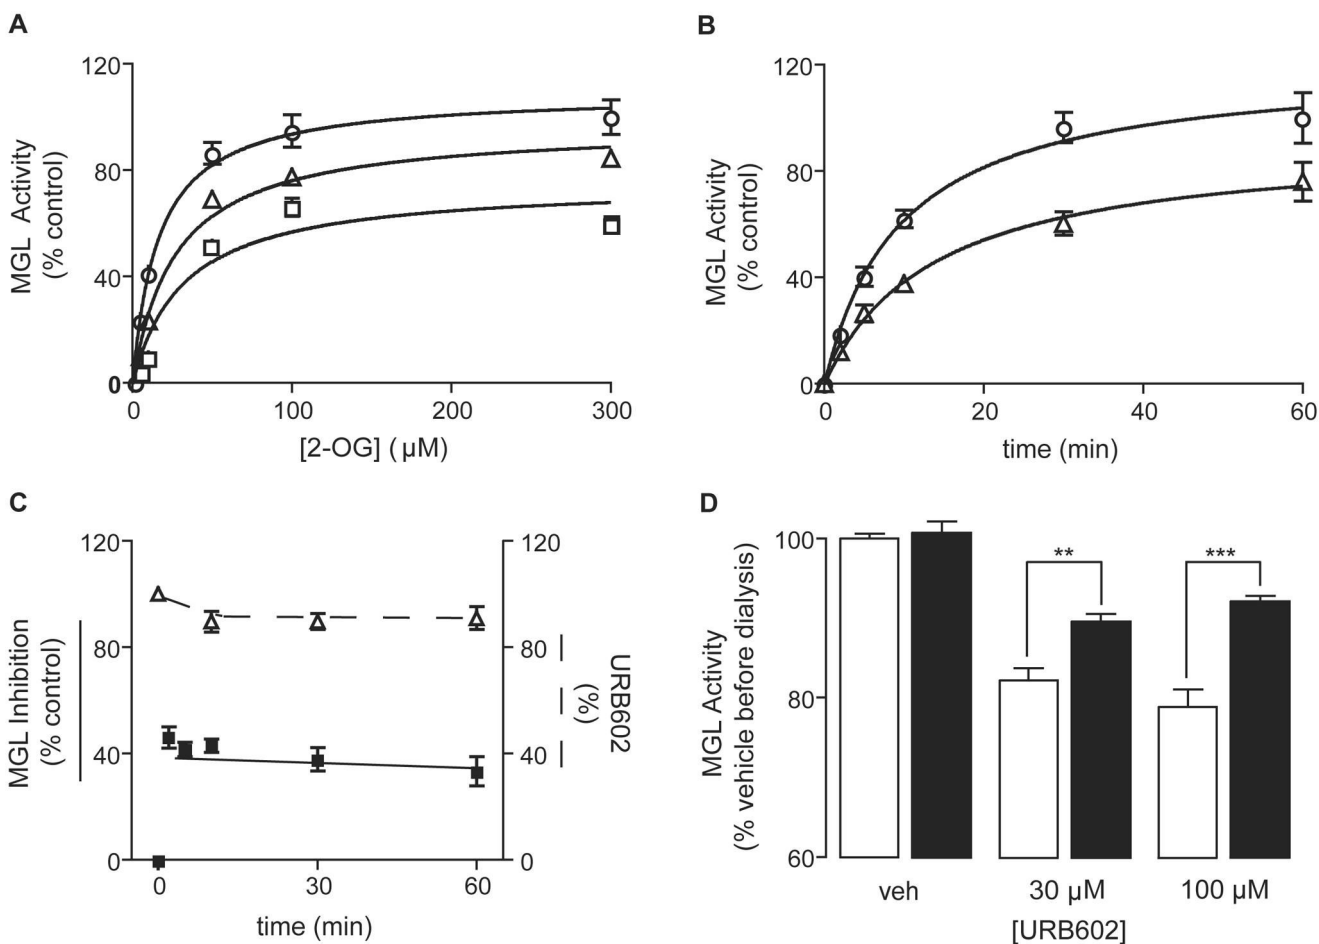 A
120
80
40
0
0
100
200
300
MGL Activity
(% control)
[2-OG] (µM)
B
120
80
40
0
0
20
40
60
MGL Activity
(% control)
time (min)
C
120
80
40
0
120
80
40
0
0
30
60
MGL Inhibition
(% control)
URB602
(%)
time (min)
D
100
80
60
MGL Activity
(% vehicle before dialysis)
**
***
veh
30 µM
100 µM
[URB602]